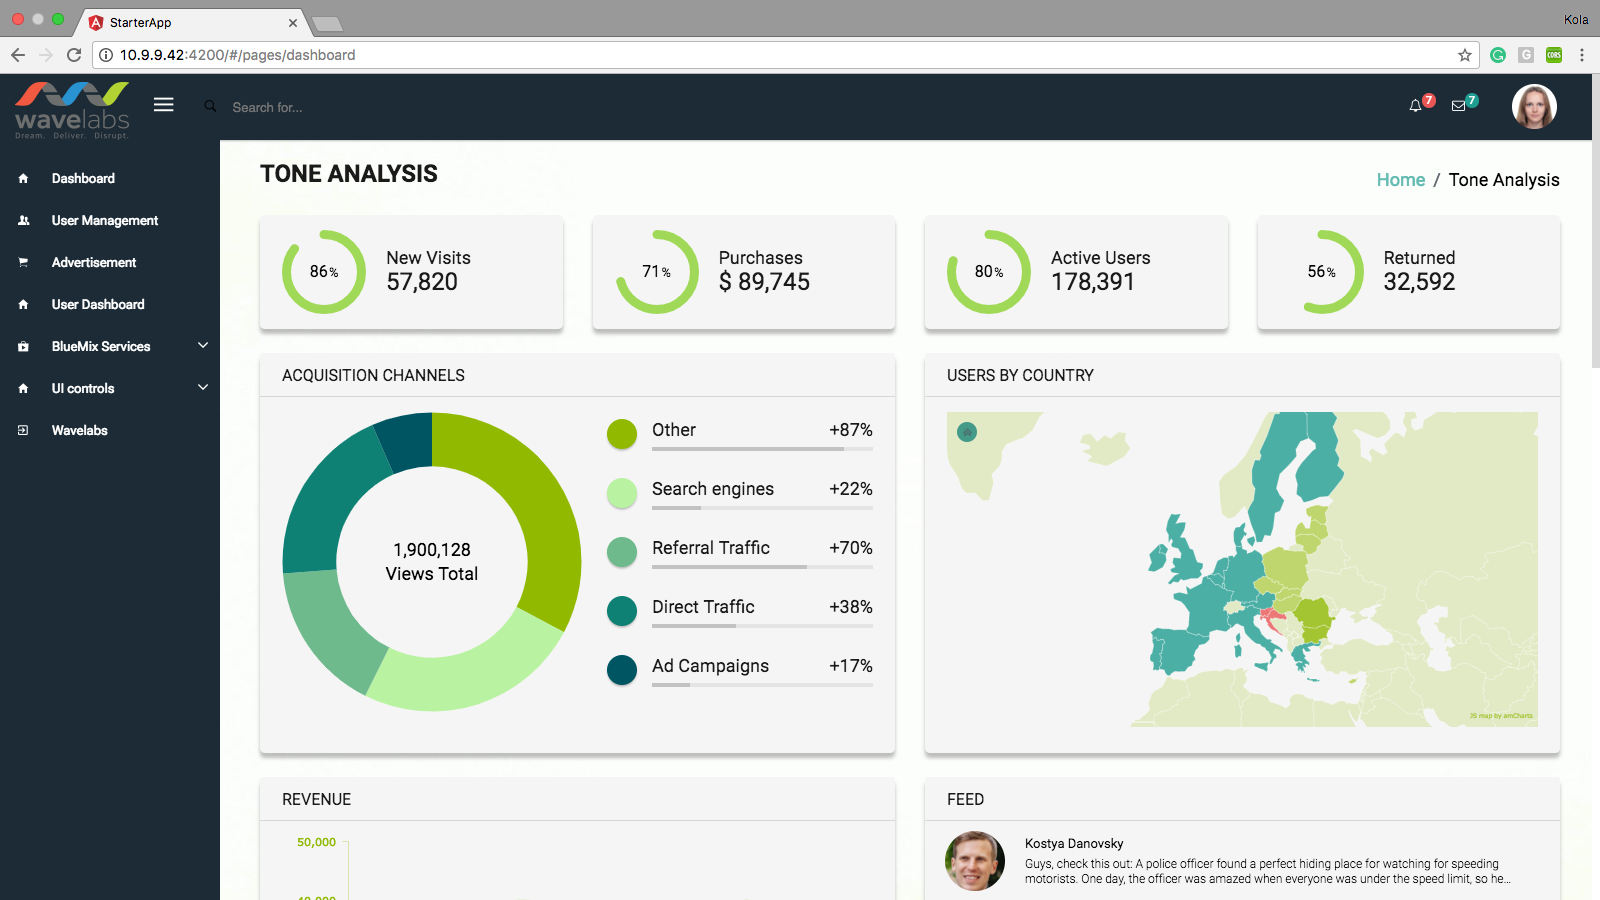 StarterApp
Kola
10.9.9.42:4200/#/pages/dashboard
G
CORS
wavelabs
Dream. Deliver. Disrupt.
Search for...
7
7
Dashboard
User Management
Advertisement
User Dashboard
BlueMix Services
UI controls
Wavelabs
TONE ANALYSIS
Home / Tone Analysis
86%
New Visits
57,820
71%
Purchases
$ 89,745
80%
Active Users
178,391
56%
Returned
32,592
ACQUISITION CHANNELS
1,900,128
Views Total
Other +87%
Search engines +22%
Referral Traffic +70%
Direct Traffic +38%
Ad Campaigns +17%
USERS BY COUNTRY
JS map by amCharts
REVENUE
50,000
40,000
FEED
Kostya Danovsky
Guys, check this out: A police officer found a perfect hiding place for watching for speeding
motorists. One day, the officer was amazed when everyone was under the speed limit, so he...